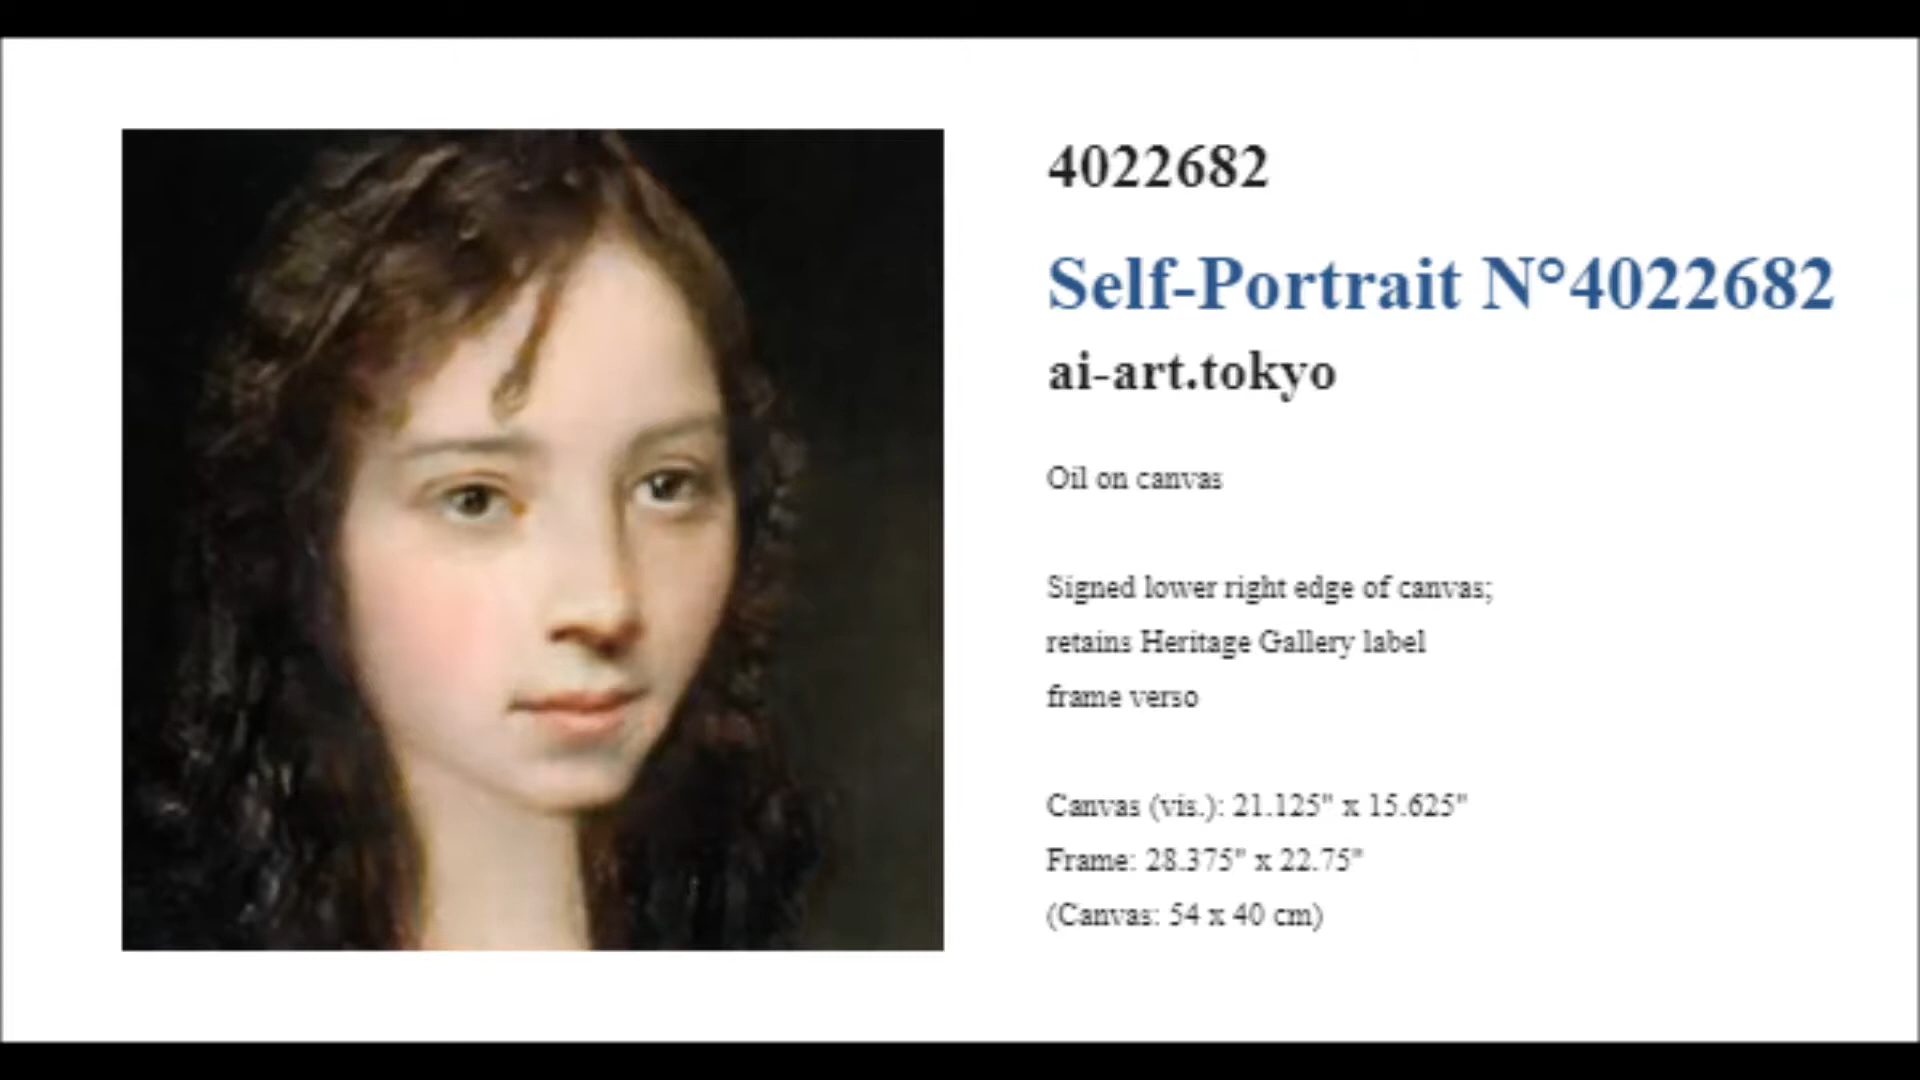 4022682
Self-Portrait N°4022682
ai-art.tokyo
Oil on canvas
Signed lower right edge of canvas;
retains Heritage Gallery label
frame verso
Canvas (vis.): 21.125" x 15.625"
Frame: 28.375" x 22.75"
(Canvas: 54 x 40 cm)